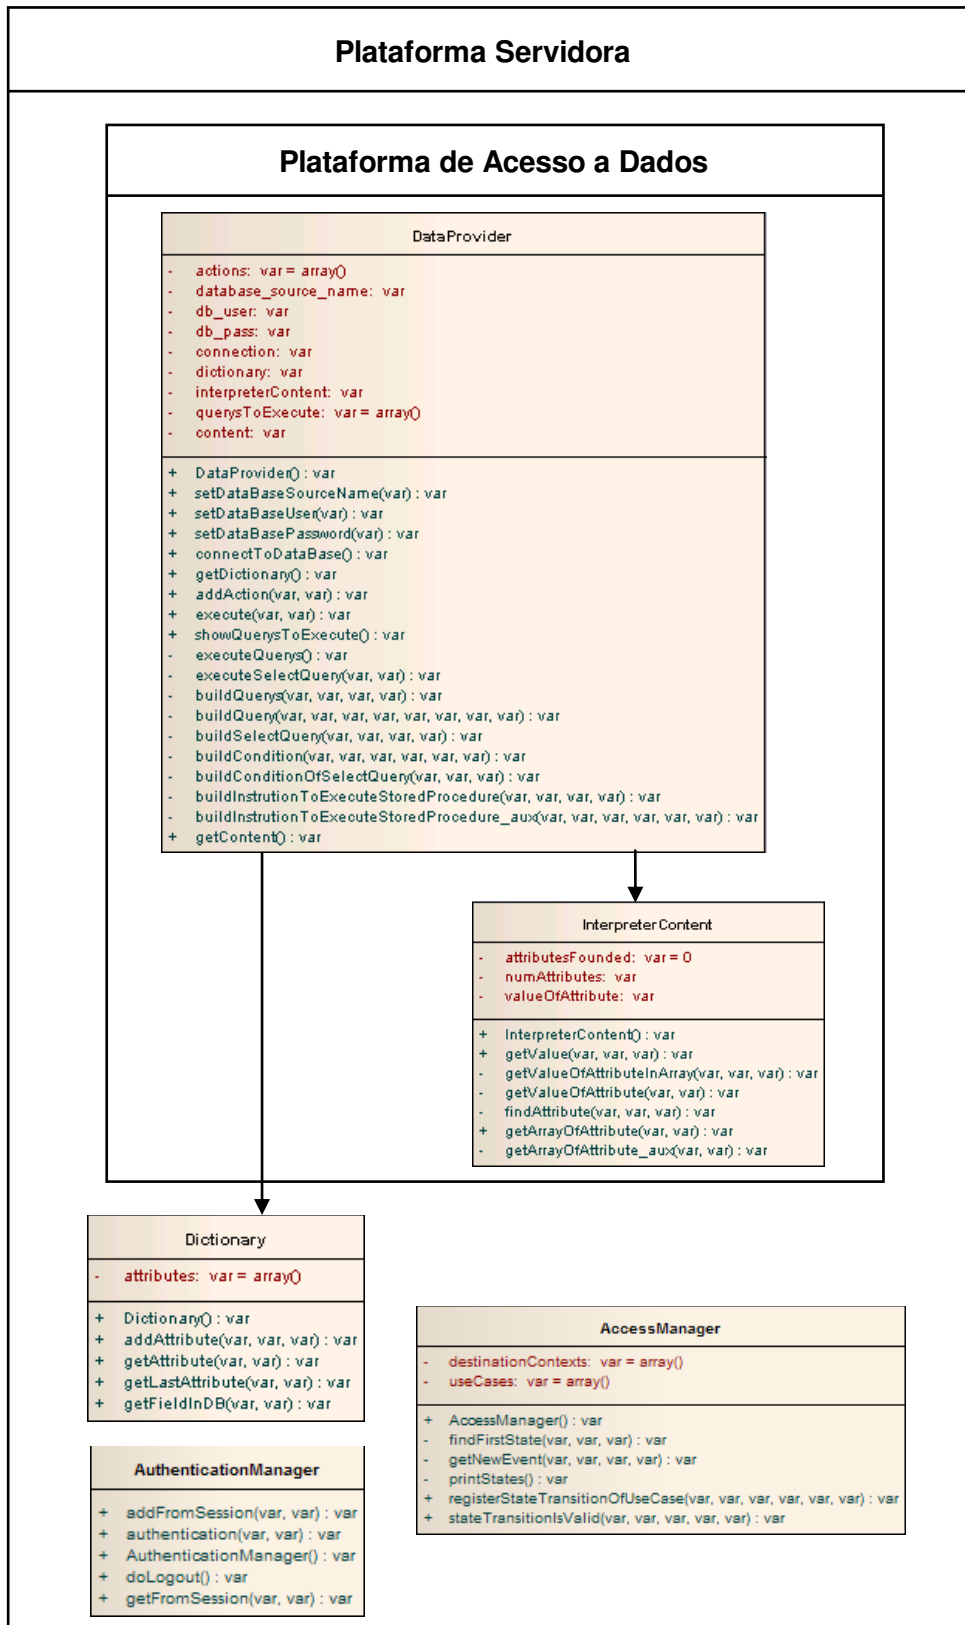 Plataforma Servidora
Plataforma de Acesso a Dados
DataProvider
- actions: var = array()
- database_source_name: var
- db_user: var
- db_pass: var
- connection: var
- dictionary: var
- interpreterContent: var
- querysToExecute: var = array()
- content: var
+ DataProvider() : var
+ setDataBaseSourceName(var) : var
+ setDataBaseUser(var) : var
+ setDataBasePassword(var) : var
+ connectToDataBase() : var
+ getDictionary() : var
+ addAction(var, var) : var
+ execute(var, var) : var
+ showQuerysToExecute() : var
- executeQuerys() : var
- executeSelectQuery(var, var) : var
- buildQuerys(var, var, var, var) : var
- buildQuery(var, var, var, var, var, var, var, var) : var
- buildSelectQuery(var, var, var, var) : var
- buildCondition(var, var, var, var, var, var) : var
- buildConditionOfSelectQuery(var, var, var) : var
- buildInstrutionToExecuteStoredProcedure(var, var, var, var) : var
- buildInstrutionToExecuteStoredProcedure_aux(var, var, var, var, var, var) : var
+ getContent() : var
InterpreterContent
- attributesFounded: var = 0
- numAttributes: var
- valueOfAttribute: var
+ InterpreterContent() : var
+ getValue(var, var, var) : var
- getValueOfAttributeInArray(var, var, var) : var
- getValueOfAttribute(var, var) : var
- findAttribute(var, var, var) : var
+ getArrayOfAttribute(var, var) : var
- getArrayOfAttribute_aux(var, var) : var
Dictionary
- attributes: var = array()
+ Dictionary() : var
+ addAttribute(var, var, var) : var
+ getAttribute(var, var) : var
+ getLastAttribute(var, var) : var
+ getFieldInDB(var, var) : var
AccessManager
- destinationContexts: var = array()
- useCases: var = array()
+ AccessManager() : var
- findFirstState(var, var, var) : var
- getNewEvent(var, var, var, var) : var
- printStates() : var
+ registerStateTransitionOfUseCase(var, var, var, var, var, var) : var
+ stateTransitionIsValid(var, var, var, var, var) : var
AuthenticationManager
+ addFromSession(var, var) : var
+ authentication(var, var) : var
+ AuthenticationManager() : var
+ doLogout() : var
+ getFromSession(var, var) : var